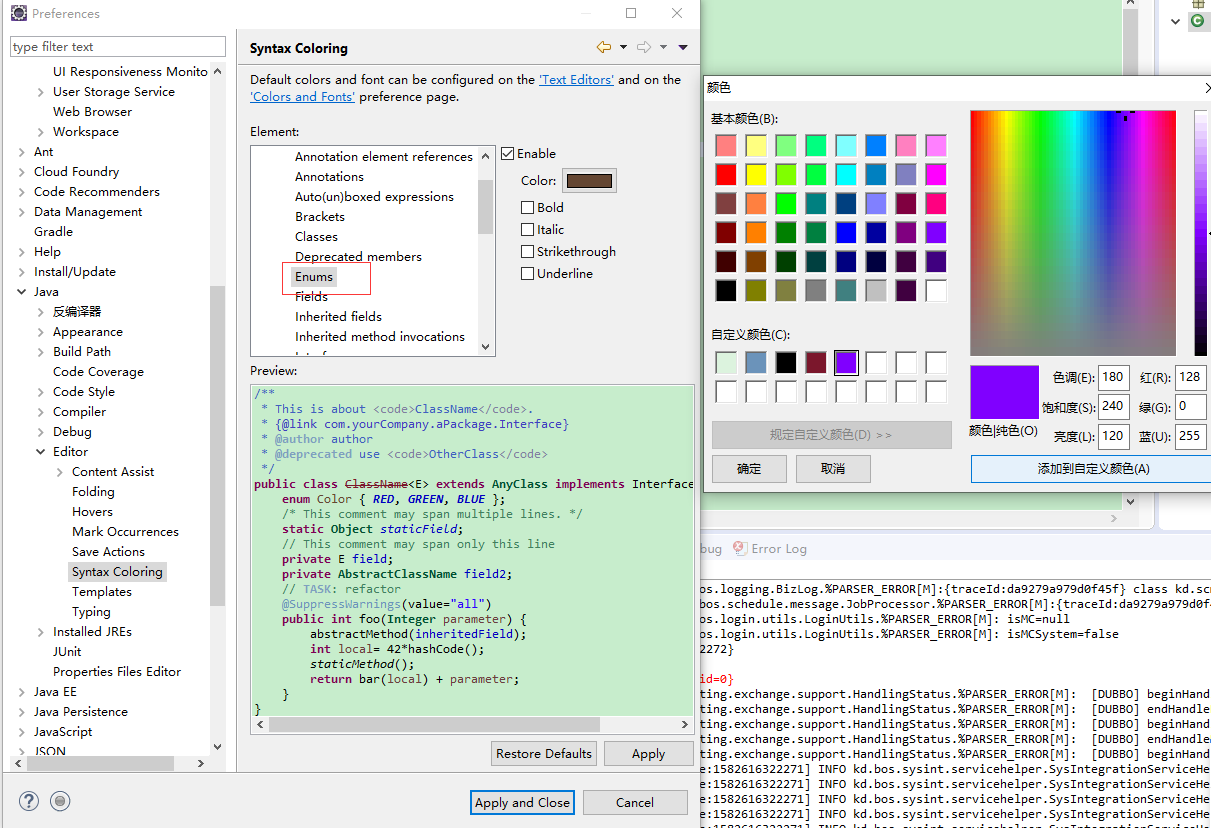 Preferences
type filter text
UI Responsiveness Monito
User Storage Service
Web Browser
Workspace
Ant
Cloud Foundry
Code Recommenders
Data Management
Gradle
Help
Install/Update
Java
反编译器
Appearance
Build Path
Code Coverage
Code Style
Compiler
Debug
Editor
Content Assist
Folding
Hovers
Mark Occurrences
Save Actions
Syntax Coloring
Templates
Typing
Installed JREs
JUnit
Properties Files Editor
Java EE
Java Persistence
JavaScript
JSON
Syntax Coloring
Default colors and font can be configured on the 'Text Editors' and on the
'Colors and Fonts' preference page.
Element:
Annotation element references
Annotations
Auto(un)boxed expressions
Brackets
Classes
Deprecated members
Enums
Fields
Inherited fields
Inherited method invocations
Enable
Color:
Bold
Italic
Strikethrough
Underline
Preview:
/**
* This is about <code>ClassName</code>.
* {@link com.yourCompany.aPackage.Interface}
* @author author
* @deprecated use <code>OtherClass</code>
*/
public class ClassName<E> extends AnyClass implements Interface
enum Color { RED, GREEN, BLUE };
/* This comment may span multiple lines. */
static Object staticField;
// This comment may span only this line
private E field;
private AbstractClassName field2;
// TASK: refactor
@SuppressWarnings(value="all")
public int foo(Integer parameter) {
abstractMethod(inheritedField);
int local= 42*hashCode();
staticMethod();
return bar(local) + parameter;
}
}
Restore Defaults
Apply
Apply and Close
Cancel
颜色
基本颜色(B):
自定义颜色(C):
规定自定义颜色(D) >>
确定
取消
颜色|纯色(O)
色调(E): 180 红(R): 128
饱和度(S): 240 绿(G): 0
亮度(L): 120 蓝(U): 255
添加到自定义颜色(A)
C
bug
Error Log
os.logging.BizLog.%PARSER_ERROR[M]:{traceId:da9279a979d0f45f} class kd.sc
bos.schedule.message.JobProcessor.%PARSER_ERROR[M]:{traceId:da9279a979d0f4
os.login.utils.LoginUtils.%PARSER_ERROR[M]: isMC=null
os.login.utils.LoginUtils.%PARSER_ERROR[M]: isMCSystem=false
2272}
id=0}
ting.exchange.support.HandlingStatus.%PARSER_ERROR[M]: [DUBBO] beginHand
ting.exchange.support.HandlingStatus.%PARSER_ERROR[M]: [DUBBO] endHandle
ting.exchange.support.HandlingStatus.%PARSER_ERROR[M]: [DUBBO] beginHand
ting.exchange.support.HandlingStatus.%PARSER_ERROR[M]: [DUBBO] endHandle
ting.exchange.support.HandlingStatus.%PARSER_ERROR[M]: [DUBBO] beginHand
e:1582616322271] INFO kd.bos.sysint.servicehelper.SysIntegrationServiceHe
e:1582616322271] INFO kd.bos.sysint.servicehelper.SysIntegrationServiceHe
e:1582616322271] INFO kd.bos.sysint.servicehelper.SysIntegrationServiceHe
e:1582616322271] INFO kd.bos.sysint.servicehelper.SysIntegrationServiceHe